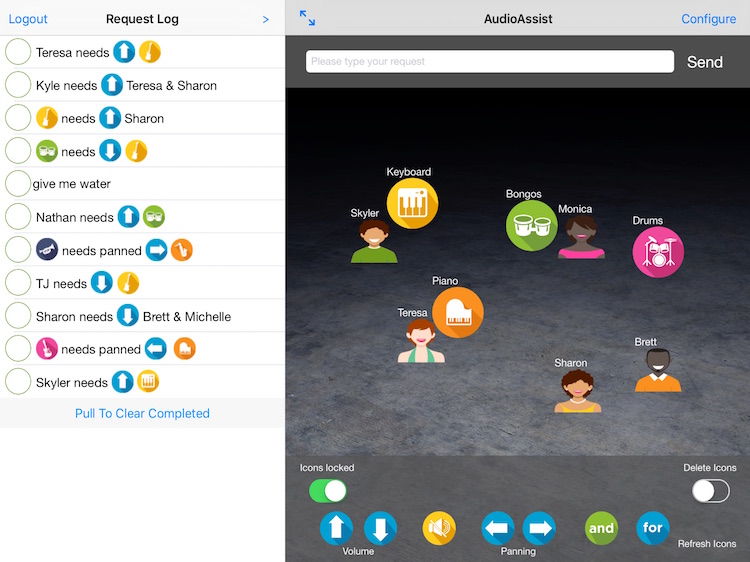 Logout
Request Log
>
Teresa needs
Kyle needs Teresa & Sharon
needs Sharon
needs
give me water
Nathan needs
needs panned
TJ needs
Sharon needs Brett & Michelle
needs panned
Skyler needs
Pull To Clear Completed
AudioAssist
Configure
Please type your request
Send
Keyboard
Skyler
Bongos
Monica
Drums
Piano
Teresa
Brett
Sharon
Icons locked
Delete Icons
and
for
Volume
Panning
Refresh Icons